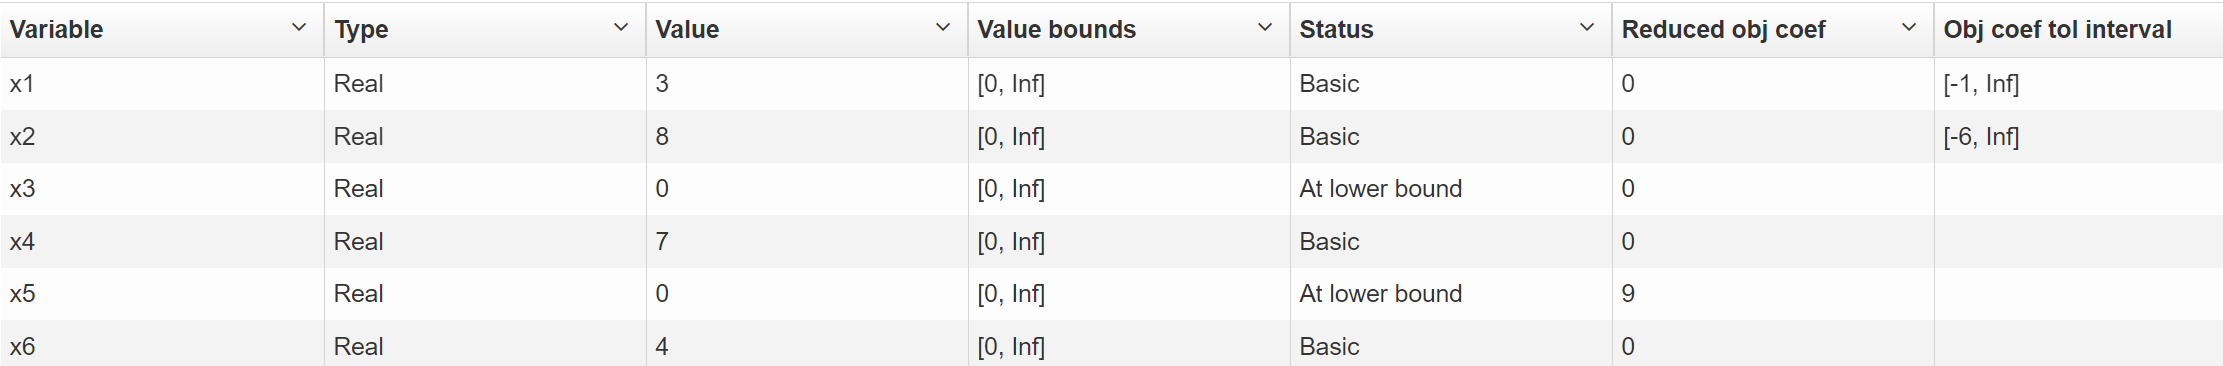 Variable Type Value Value bounds Status Reduced obj coef Obj coef tol interval
x1 Real 3 [0, Inf] Basic 0 [-1, Inf]
x2 Real 8 [0, Inf] Basic 0 [-6, Inf]
x3 Real 0 [0, Inf] At lower bound 0
x4 Real 7 [0, Inf] Basic 0
x5 Real 0 [0, Inf] At lower bound 9
x6 Real 4 [0, Inf] Basic 0